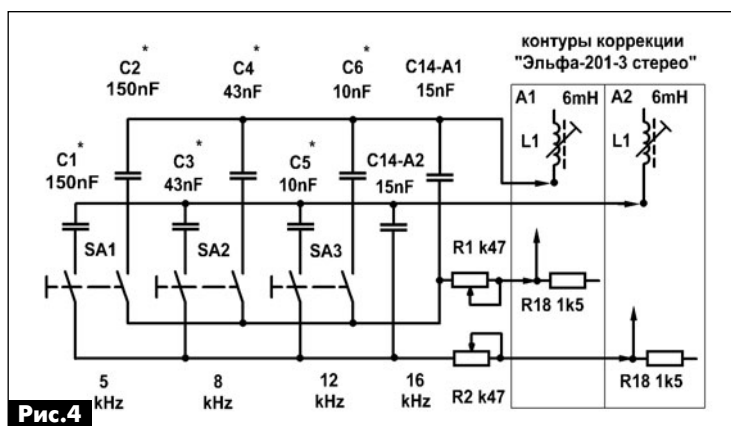 контуры коррекции
"Эльфа-201-3 стерео"
C2 *
150nF
C4 *
43nF
C6 *
10nF
C14-A1
15nF
A1 6mH
L1
A2 6mH
L1
C1 *
150nF
C3 *
43nF
C5 *
10nF
C14-A2
15nF
SA1
SA2
SA3
R1 k47
R18 1k5
R2 k47
R18 1k5
5
kHz
8
kHz
12
kHz
16
kHz
Рис.4